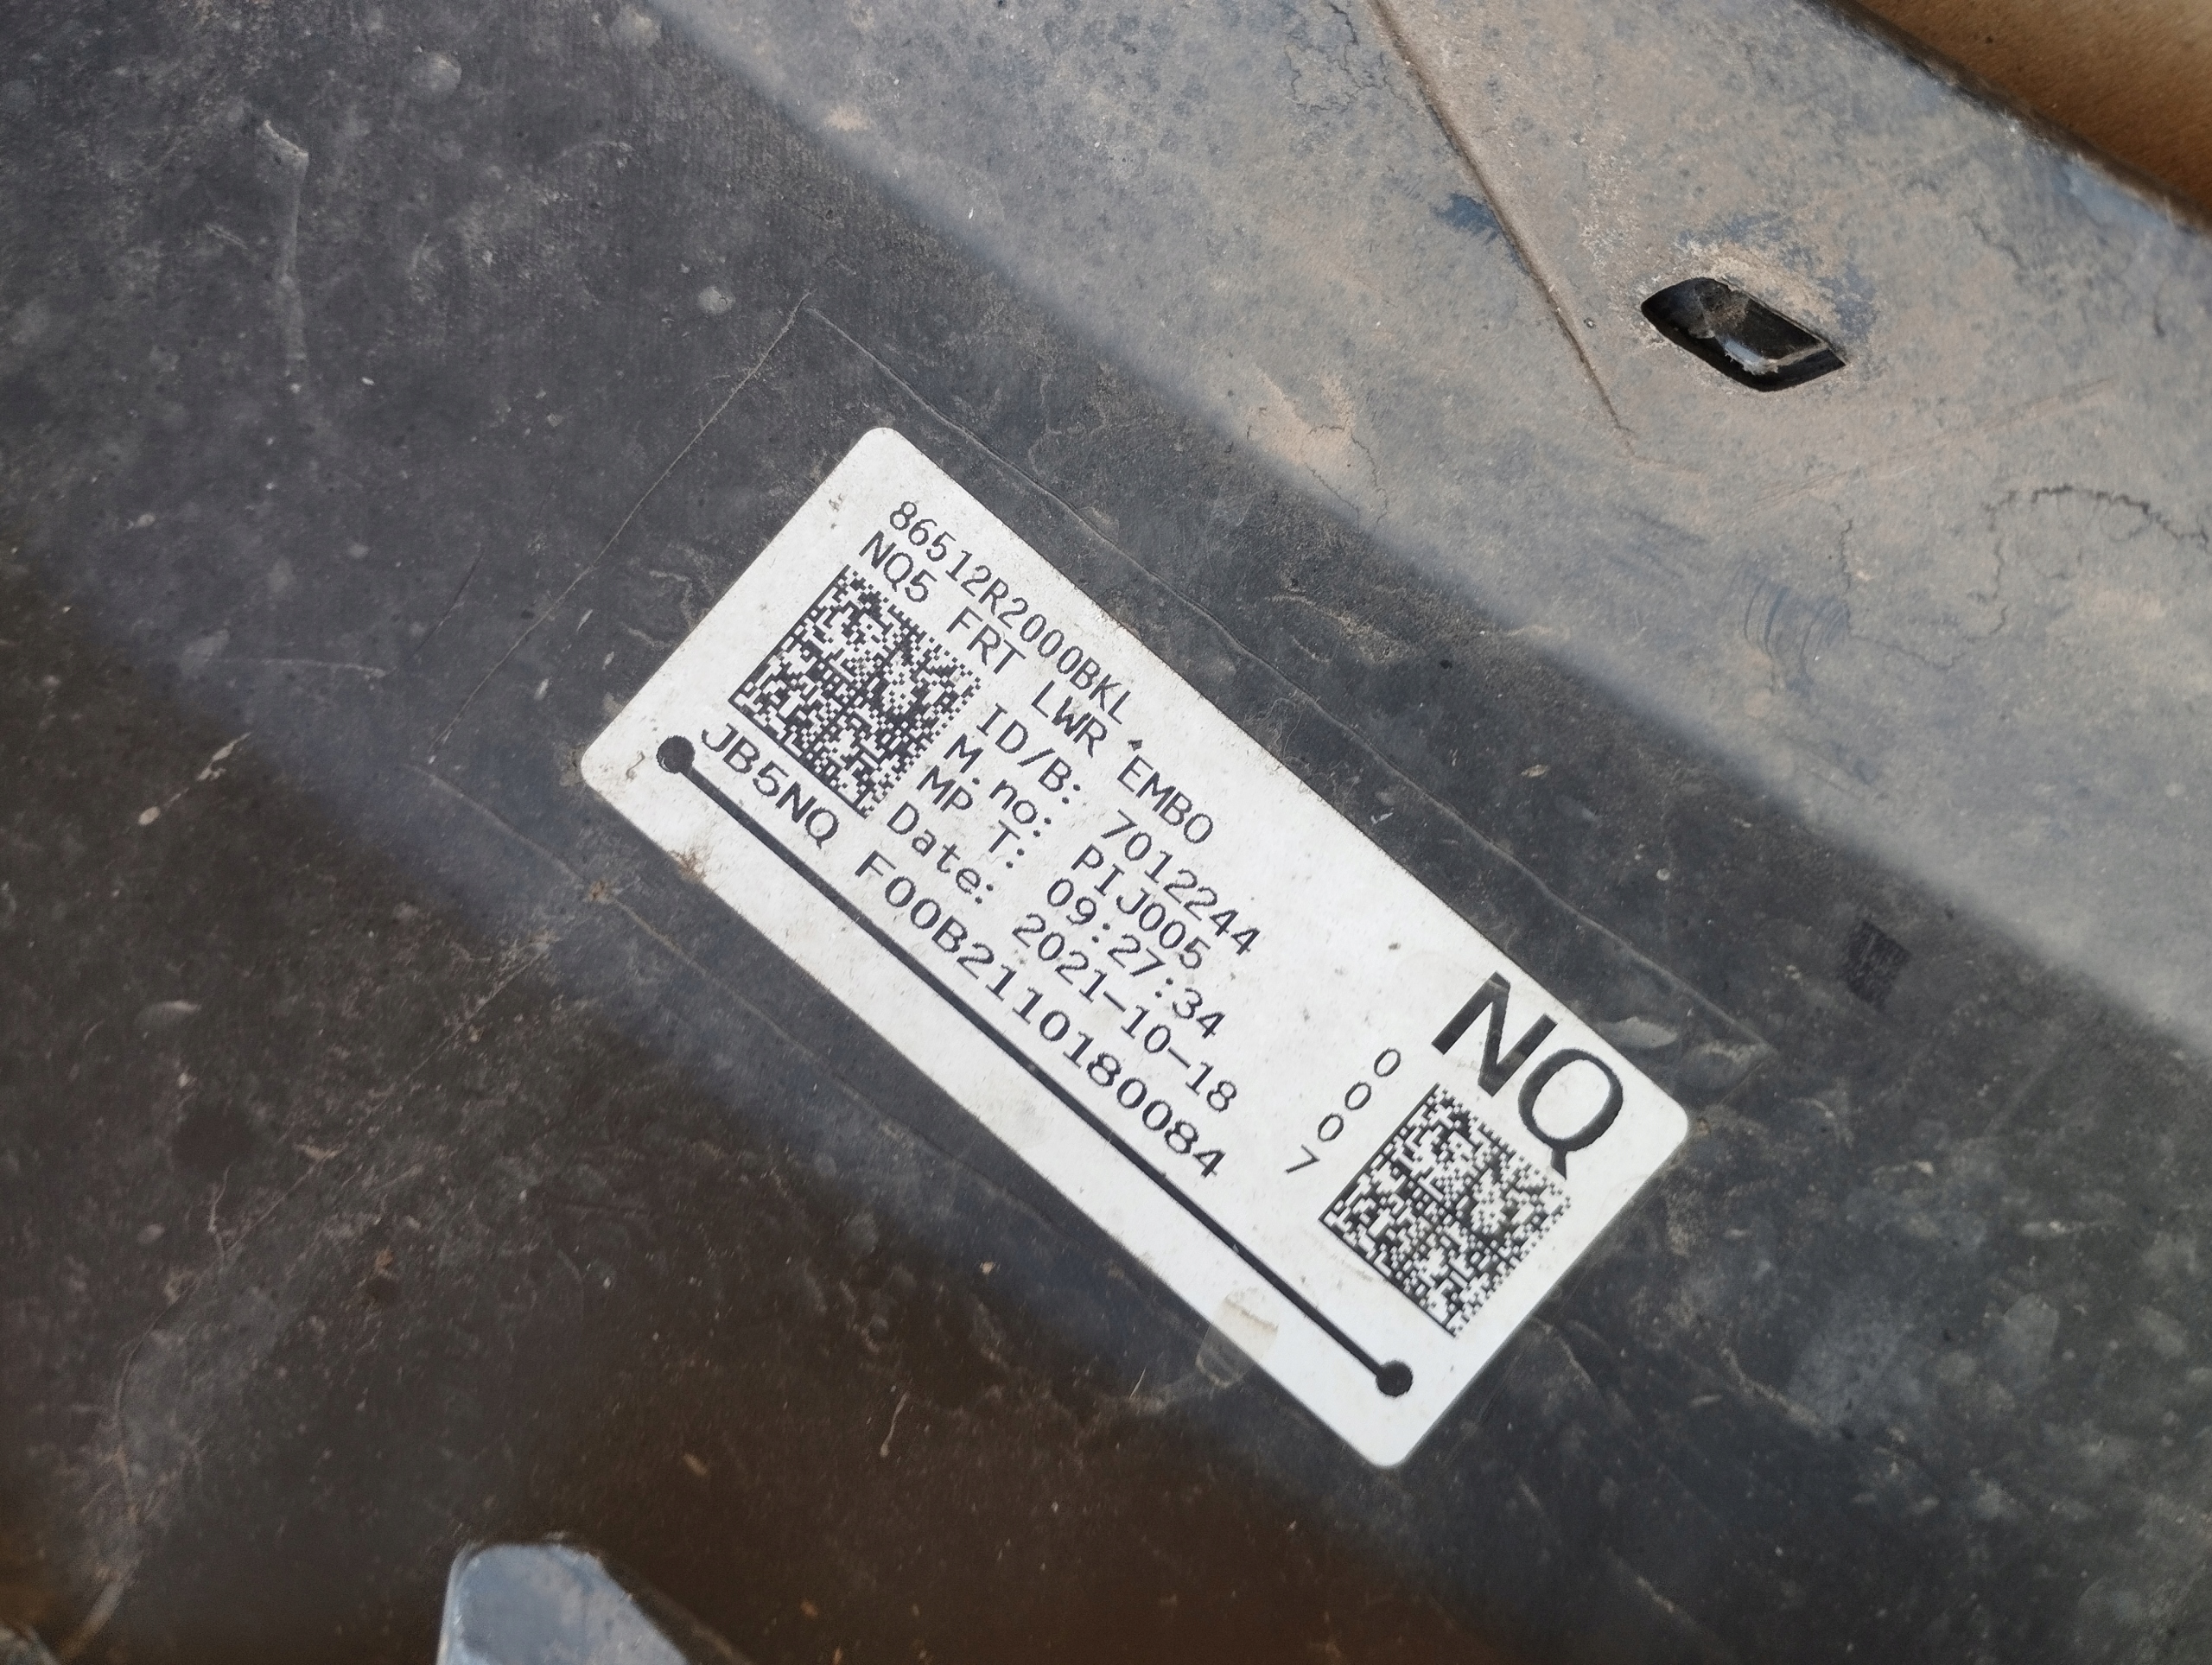 86512R2000BKL
NQ5 FRT LWR EMBO
ID/B: 7012244
M.no: PIJ005
MP T: 09:27:34
Date: 2021-10-18
JB5NQ F00B2110180084
NQ
0007